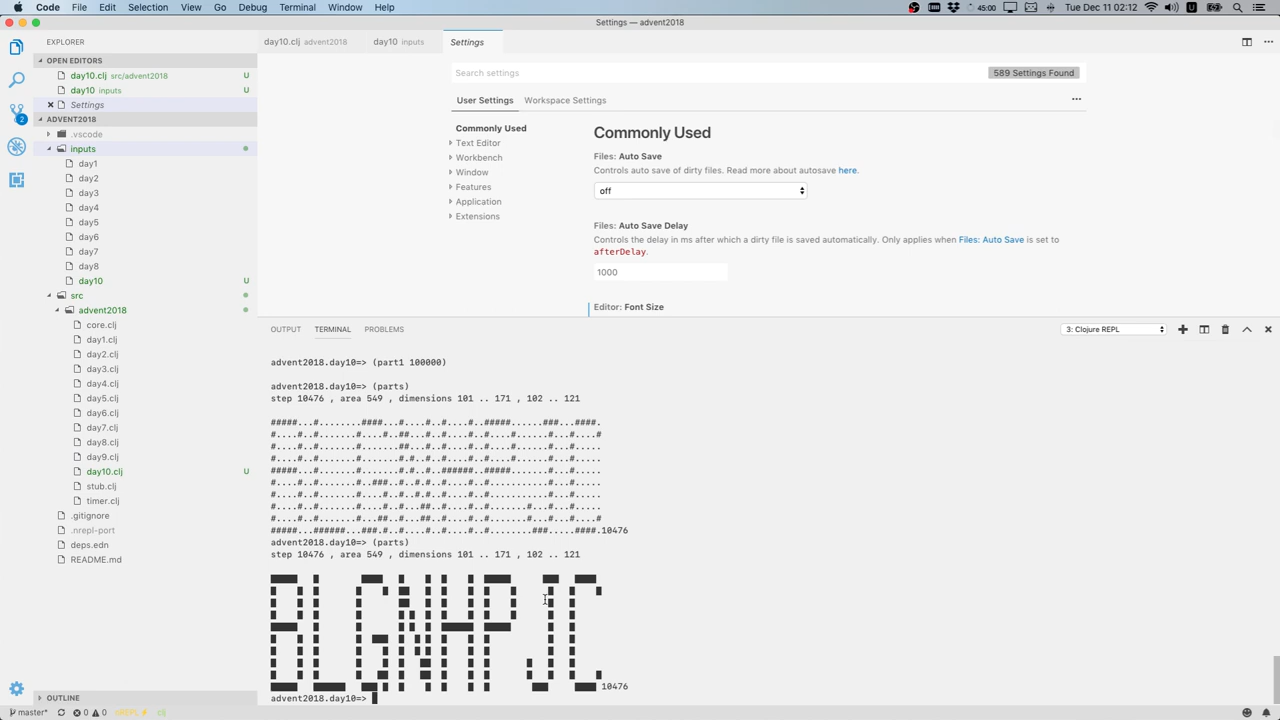 Code File Edit Selection View Go Debug Terminal Window Help
45:00 Tue Dec 11 02:12
Settings — advent2018
EXPLORER
OPEN EDITORS
day10.clj src/advent2018 U
day10 inputs U
Settings
ADVENT2018
.vscode
inputs
day1
day2
day3
day4
day5
day6
day7
day8
day10 U
src
advent2018
core.clj
day1.clj
day2.clj
day3.clj
day4.clj
day5.clj
day6.clj
day7.clj
day8.clj
day9.clj
day10.clj U
stub.clj
timer.clj
.gitignore
.nrepl-port
deps.edn
README.md
OUTLINE
2
day10.clj advent2018 day10 inputs Settings
Search settings 589 Settings Found
User Settings Workspace Settings
Commonly Used
Text Editor
Workbench
Window
Features
Application
Extensions
Commonly Used
Files: Auto Save
Controls auto save of dirty files. Read more about autosave here.
off
Files: Auto Save Delay
Controls the delay in ms after which a dirty file is saved automatically. Only applies when Files: Auto Save is set to
afterDelay.
1000
Editor: Font Size
OUTPUT TERMINAL PROBLEMS 3: Clojure REPL
advent2018.day10=> (part1 100000)
advent2018.day10=> (parts)
step 10476 , area 549 , dimensions 101 .. 171 , 102 .. 121
10476
advent2018.day10=> (parts)
step 10476 , area 549 , dimensions 101 .. 171 , 102 .. 121
BLGNHPJC
10476
advent2018.day10=>
master* 0 0 nREPL clj